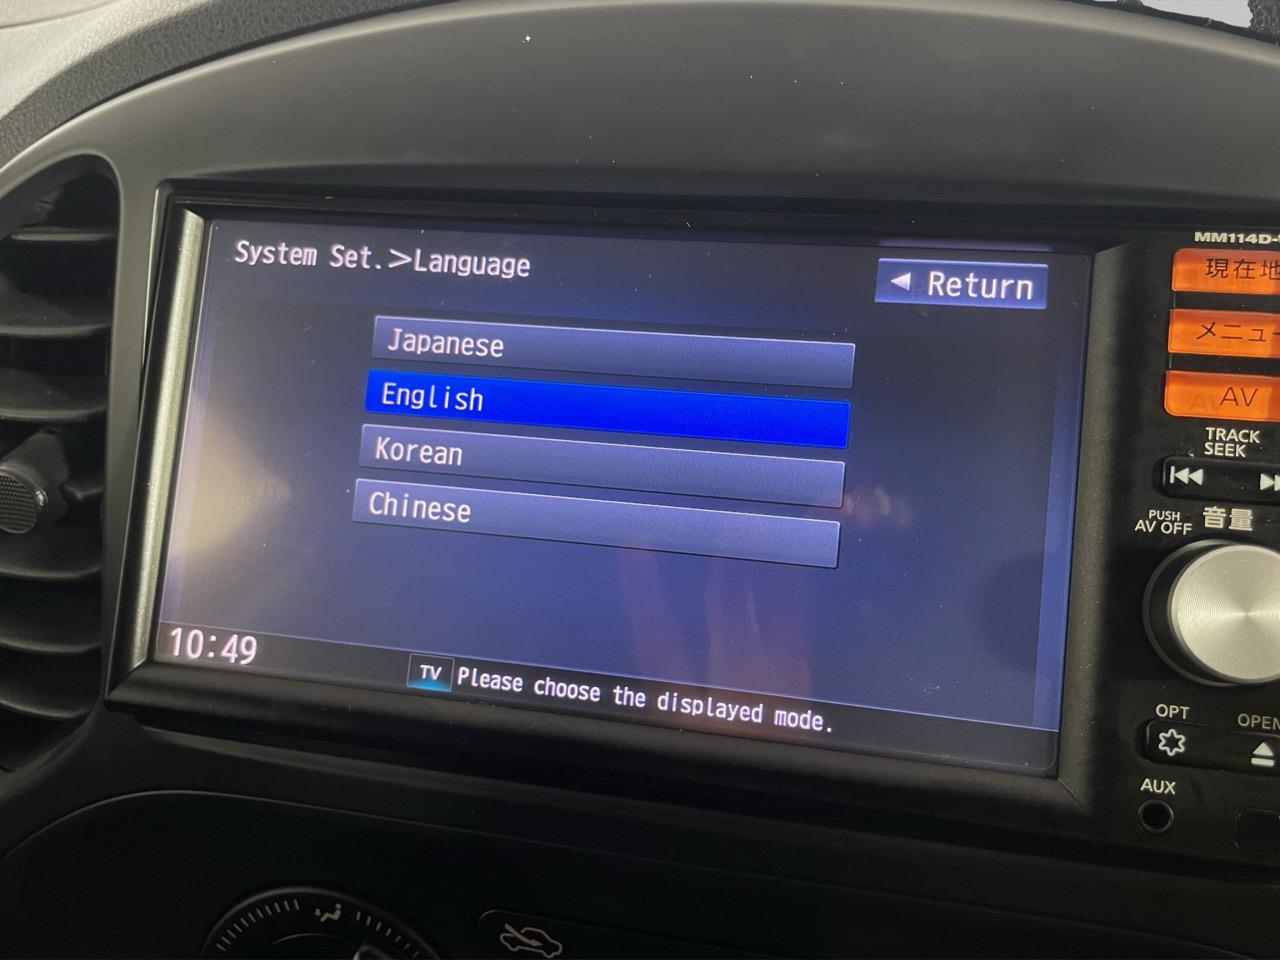 System Set.>Language
◀ Return
Japanese
English
Korean
Chinese
10:49
TV Please choose the displayed mode.
MM114D-
現在地
メニュー
AV
TRACK
SEEK
PUSH
AV OFF
音量
OPT
OPEN
AUX